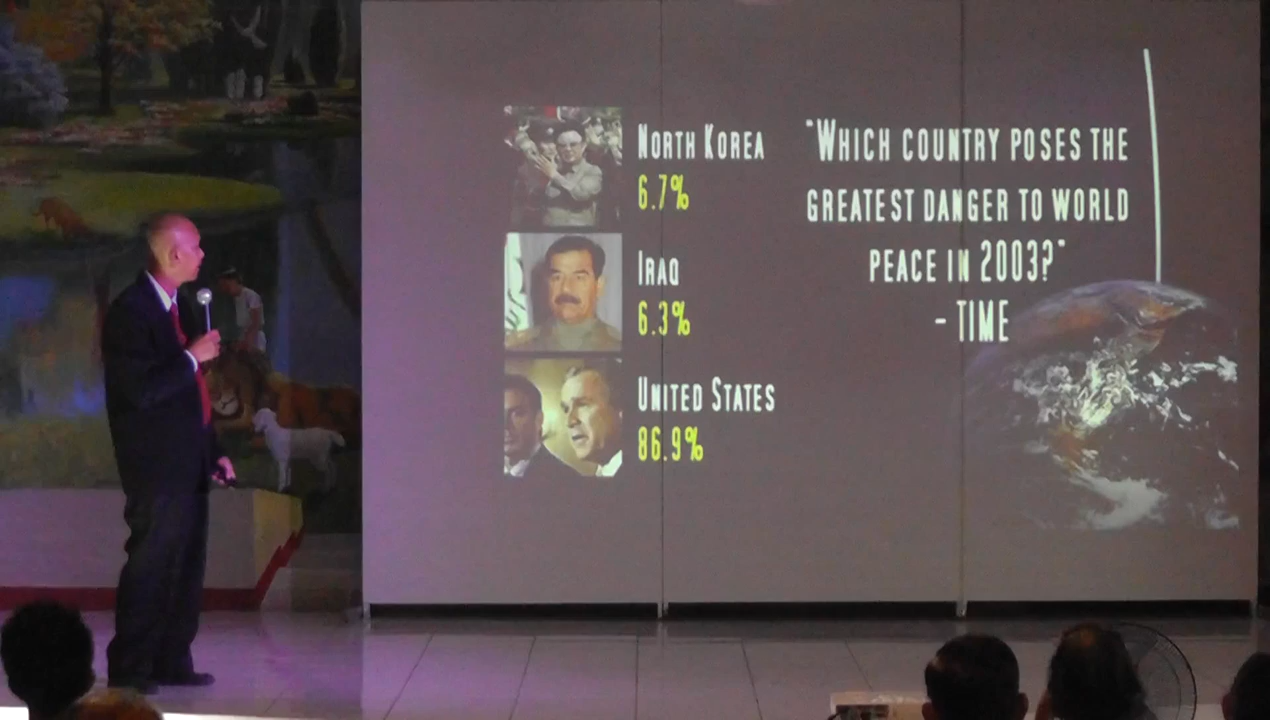 North Korea
6.7%
Iraq
6.3%
United States
86.9%
"Which country poses the
greatest danger to world
peace in 2003?"
- TIME